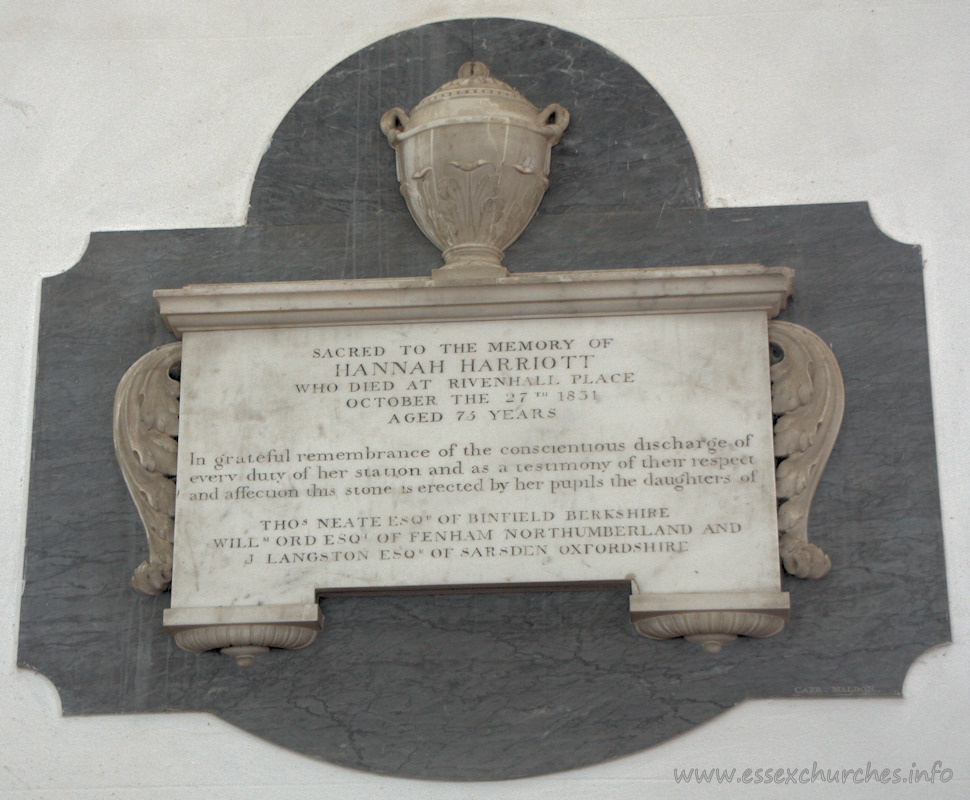 SACRED TO THE MEMORY OF
HANNAH HARRIOTT
WHO DIED AT RIVENHALL PLACE
OCTOBER THE 27TH 1831
AGED 75 YEARS
In grateful remembrance of the conscientious discharge of
every duty of her station and as a testimony of their respect
and affection this stone is erected by her pupils the daughters of
THOS NEATE ESQR OF BINFIELD BERKSHIRE
WILLM ORD ESQR OF FENHAM NORTHUMBERLAND AND
J LANGSTON ESQR OF SARSDEN OXFORDSHIRE
MALDON
www.essexchurches.info